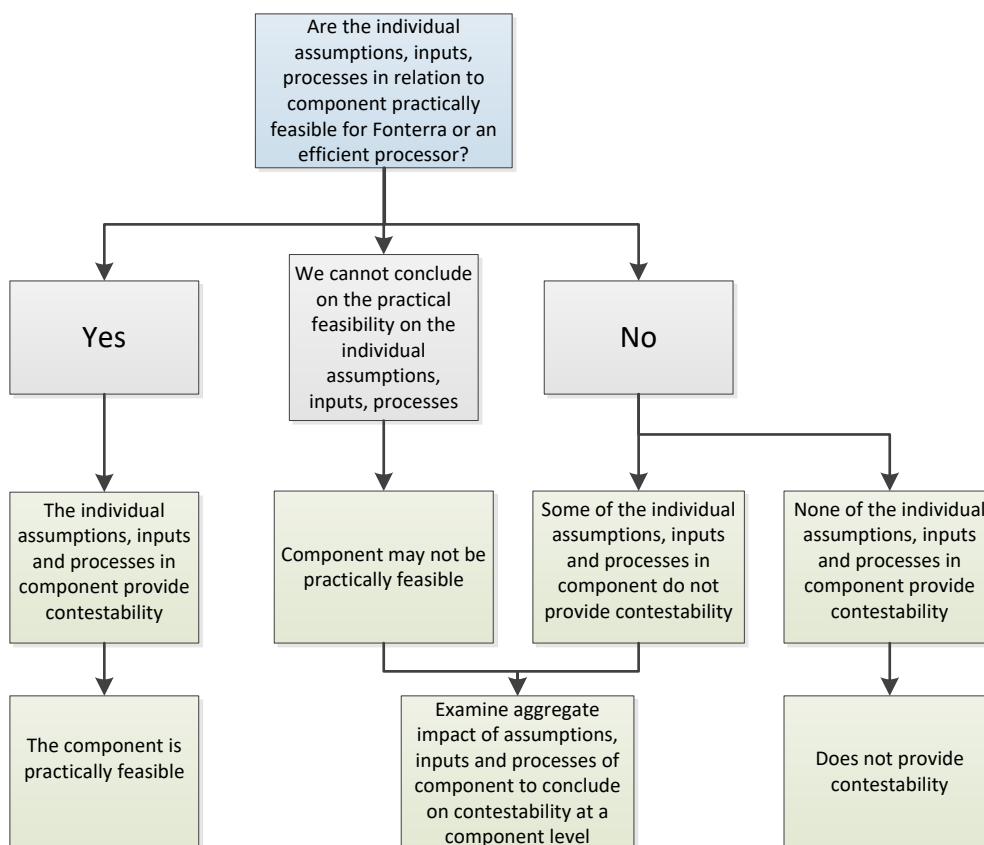 Are the individual
assumptions, inputs,
processes in relation to
component practically
feasible for Fonterra or an
efficient processor?
Yes
We cannot conclude
on the practical
feasibility on the
individual
assumptions,
inputs, processes
No
The individual
assumptions, inputs
and processes in
component provide
contestability
Component may not be
practically feasible
Some of the individual
assumptions, inputs
and processes in
component do not
provide contestability
None of the individual
assumptions, inputs
and processes in
component provide
contestability
The component is
practically feasible
Examine aggregate
impact of assumptions,
inputs and processes of
component to conclude
on contestability at a
component level
Does not provide
contestability